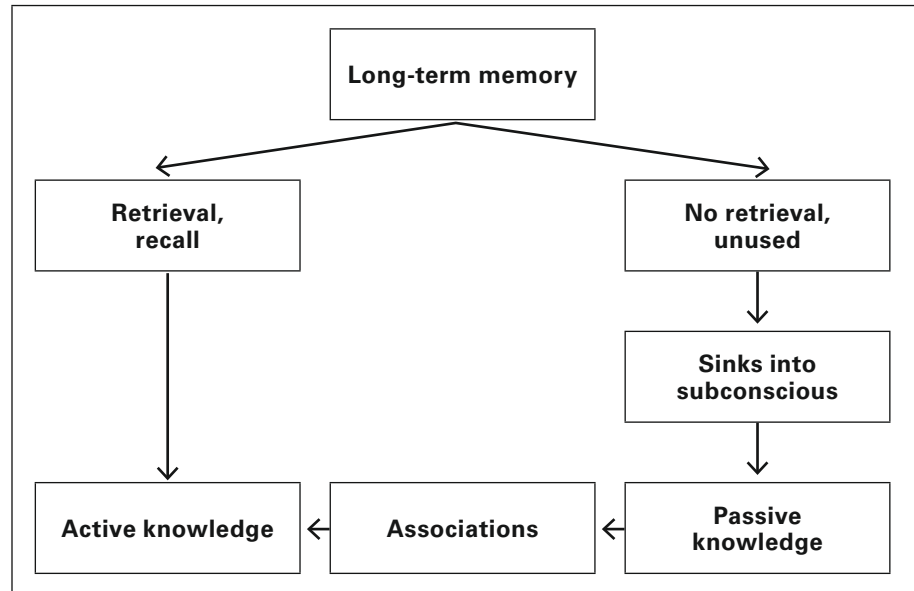 Long-term memory
Retrieval,
recall
No retrieval,
unused
Sinks into
subconscious
Active knowledge
Associations
Passive
knowledge